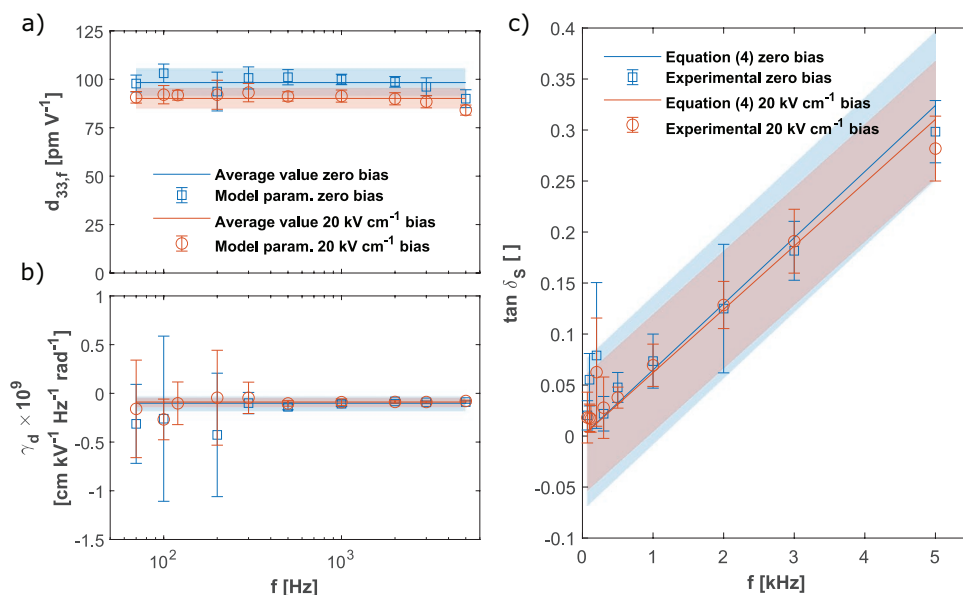 a)
125
100
75
50
25
0
d33,f [pm V⁻¹]
Average value zero bias
Model param. zero bias
Average value 20 kV cm⁻¹ bias
Model param. 20 kV cm⁻¹ bias
b)
1
0.5
0
-0.5
-1
-1.5
γd × 10⁹
[cm kV⁻¹ Hz⁻¹ rad⁻¹]
10² 10³
f [Hz]
c)
0.4
0.35
0.3
0.25
0.2
0.15
0.1
0.05
0
-0.05
-0.1
tan δS [ ]
Equation (4) zero bias
Experimental zero bias
Equation (4) 20 kV cm⁻¹ bias
Experimental 20 kV cm⁻¹ bias
0 1 2 3 4 5
f [kHz]